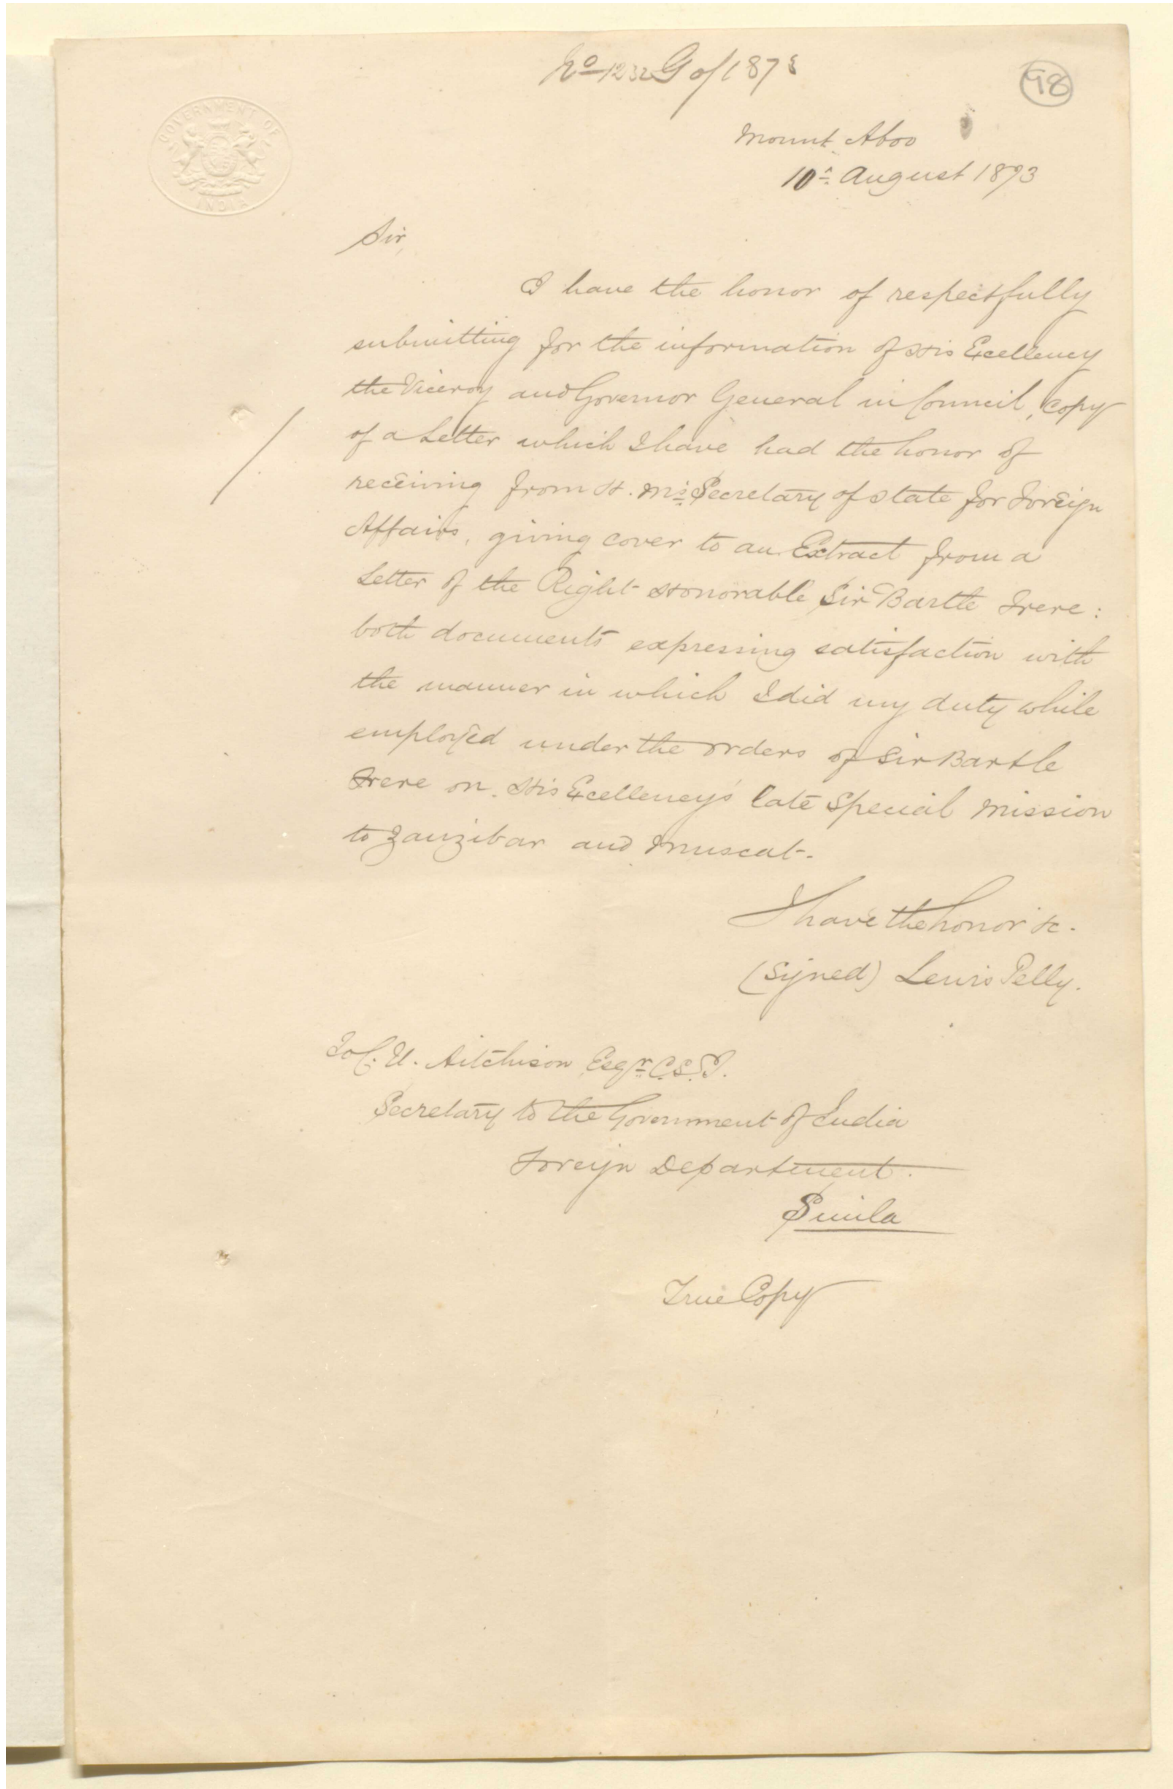 No 1232 G of 1873
98
GOVERNMENT OF
INDIA
Mount Aboo
10th August 1873
Sir,
I have the honor of respectfully
submitting for the information of His Excellency
the Viceroy and Governor General in Council, copy
of a Letter which I have had the honor of
receiving from H. M's Secretary of State for Foreign
Affairs, giving cover to an Extract from a
Letter of the Right Honorable Sir Bartle Frere:
both documents expressing satisfaction with
the manner in which I did my duty while
employed under the orders of Sir Bartle
Frere on His Excellency's late Special Mission
to Zanzibar and Muscat.
I have the honor &c.
(signed) Lewis Pelly.
To C. U. Aitchison Esqr. C.S.I.
Secretary to the Government of India
Foreign Department.
Simla
True Copy